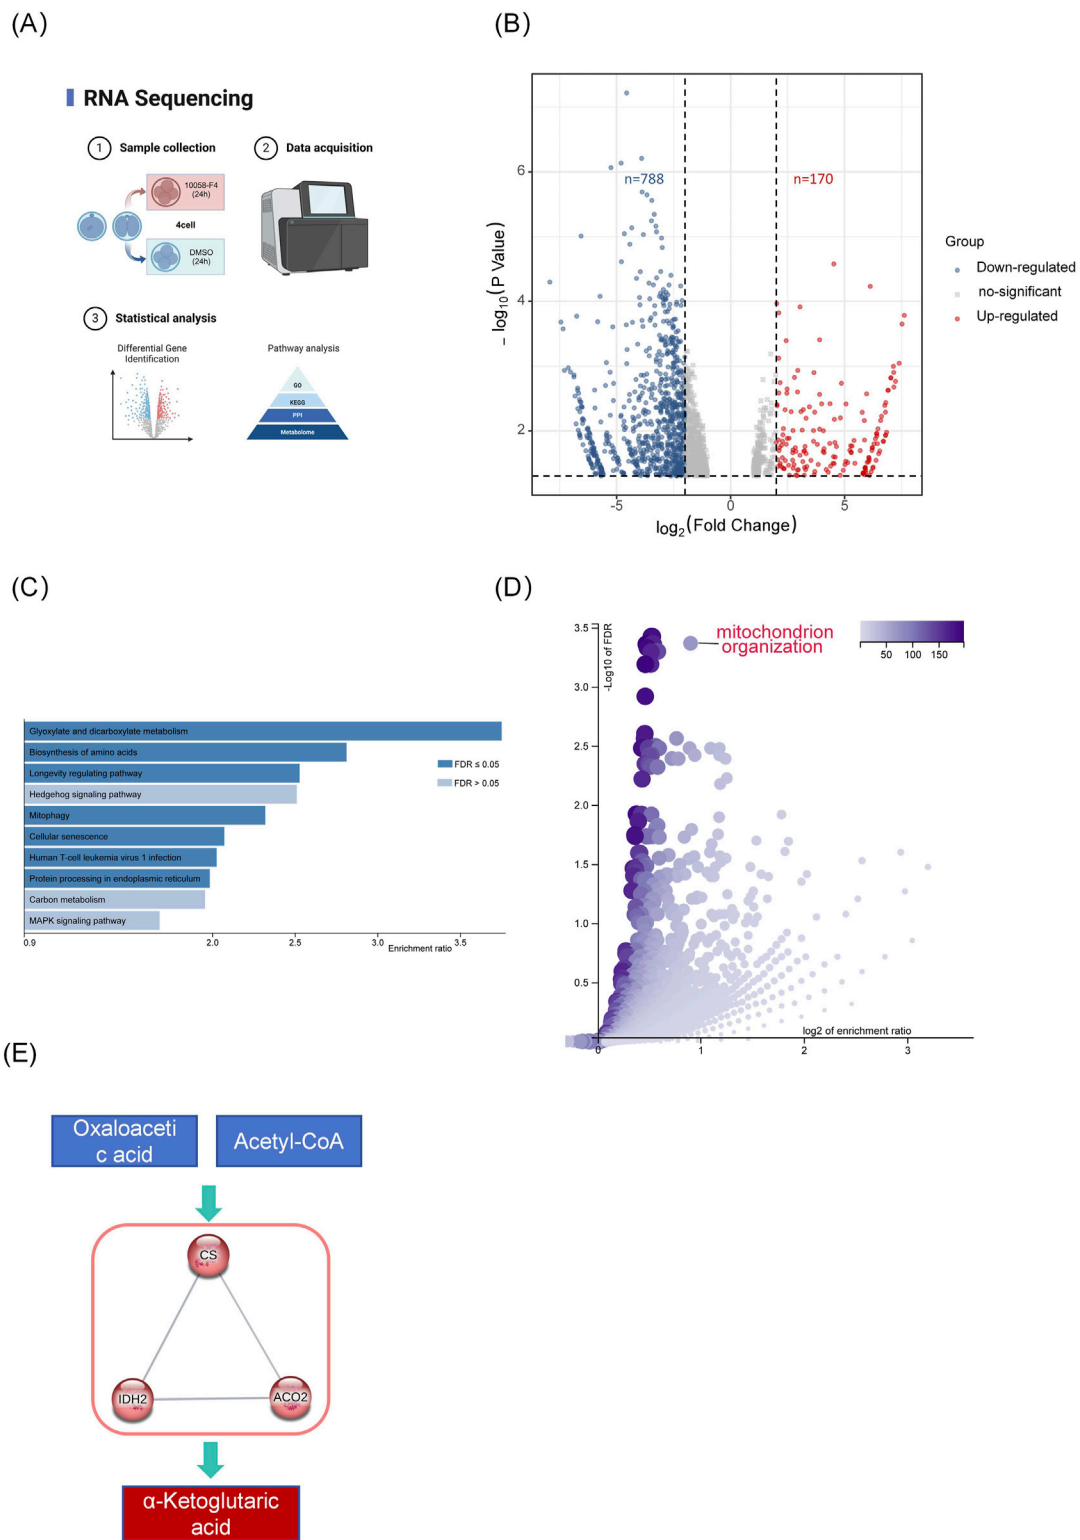 (A)
RNA Sequencing
1 Sample collection
2 Data acquisition
10058-F4
(24h)
4cell
DMSO
(24h)
3 Statistical analysis
Differential Gene
Identification
Pathway analysis
GO
KEGG
PPI
Metabolome
(B)
n=788
n=170
6
4
2
-5
0
5
– log10(P Value)
log2(Fold Change)
Group
Down-regulated
no-significant
Up-regulated
(C)
Glyoxylate and dicarboxylate metabolism
Biosynthesis of amino acids
Longevity regulating pathway
Hedgehog signaling pathway
Mitophagy
Cellular senescence
Human T-cell leukemia virus 1 infection
Protein processing in endoplasmic reticulum
Carbon metabolism
MAPK signaling pathway
FDR ≤ 0.05
FDR > 0.05
0.9
2.0
2.5
3.0
3.5
Enrichment ratio
(D)
3.5
3.0
2.5
2.0
1.5
1.0
0.5
-Log10 of FDR
mitochondrion
organization
50
100
150
log2 of enrichment ratio
0
1
2
3
(E)
Oxaloaceti
c acid
Acetyl-CoA
CS
IDH2
ACO2
α-Ketoglutaric
acid